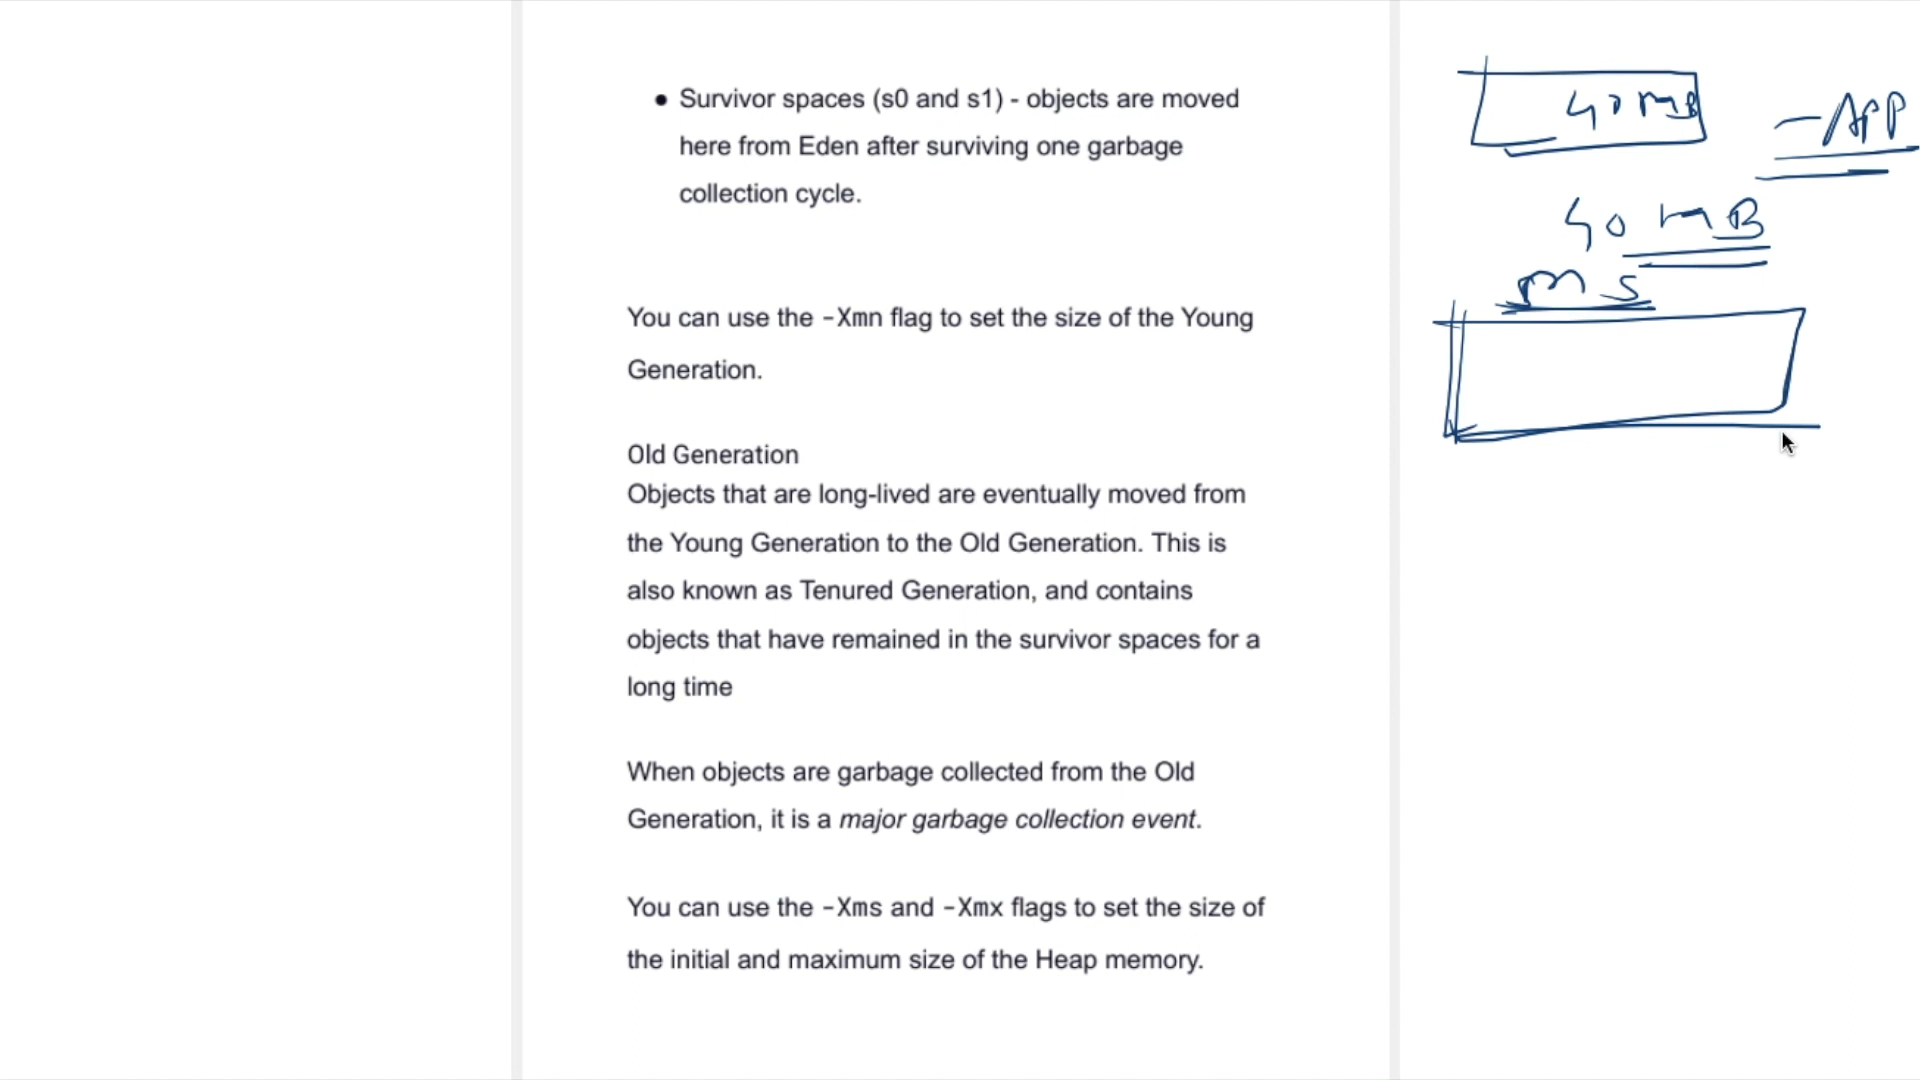 ● Survivor spaces (s0 and s1) - objects are moved
here from Eden after surviving one garbage
collection cycle.
You can use the -Xmn flag to set the size of the Young
Generation.
Old Generation
Objects that are long-lived are eventually moved from
the Young Generation to the Old Generation. This is
also known as Tenured Generation, and contains
objects that have remained in the survivor spaces for a
long time
When objects are garbage collected from the Old
Generation, it is a major garbage collection event.
You can use the -Xms and -Xmx flags to set the size of
the initial and maximum size of the Heap memory.
40 MB
- APP
40 MB
ms